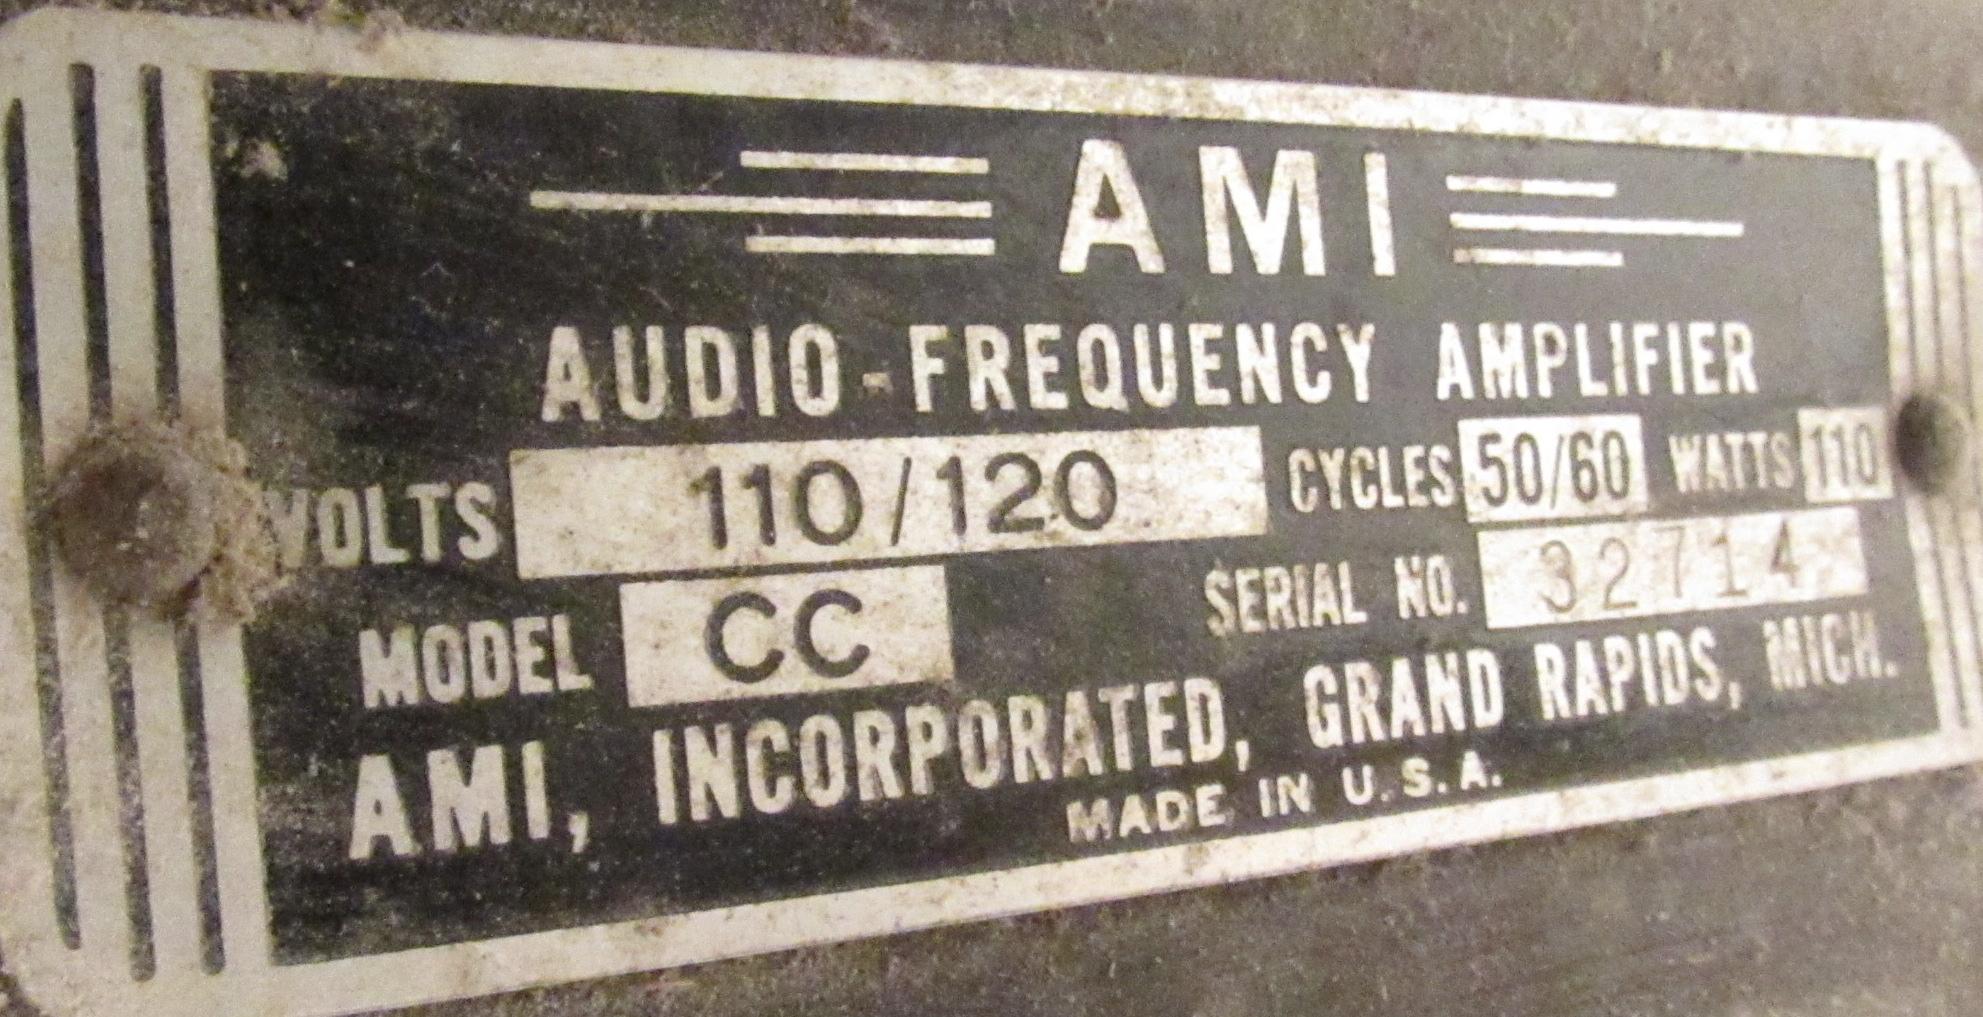 AMI
AUDIO-FREQUENCY AMPLIFIER
VOLTS 110/120 CYCLES 50/60 WATTS 110
MODEL CC SERIAL NO. 32714
AMI, INCORPORATED, GRAND RAPIDS, MICH.
MADE IN U.S.A.